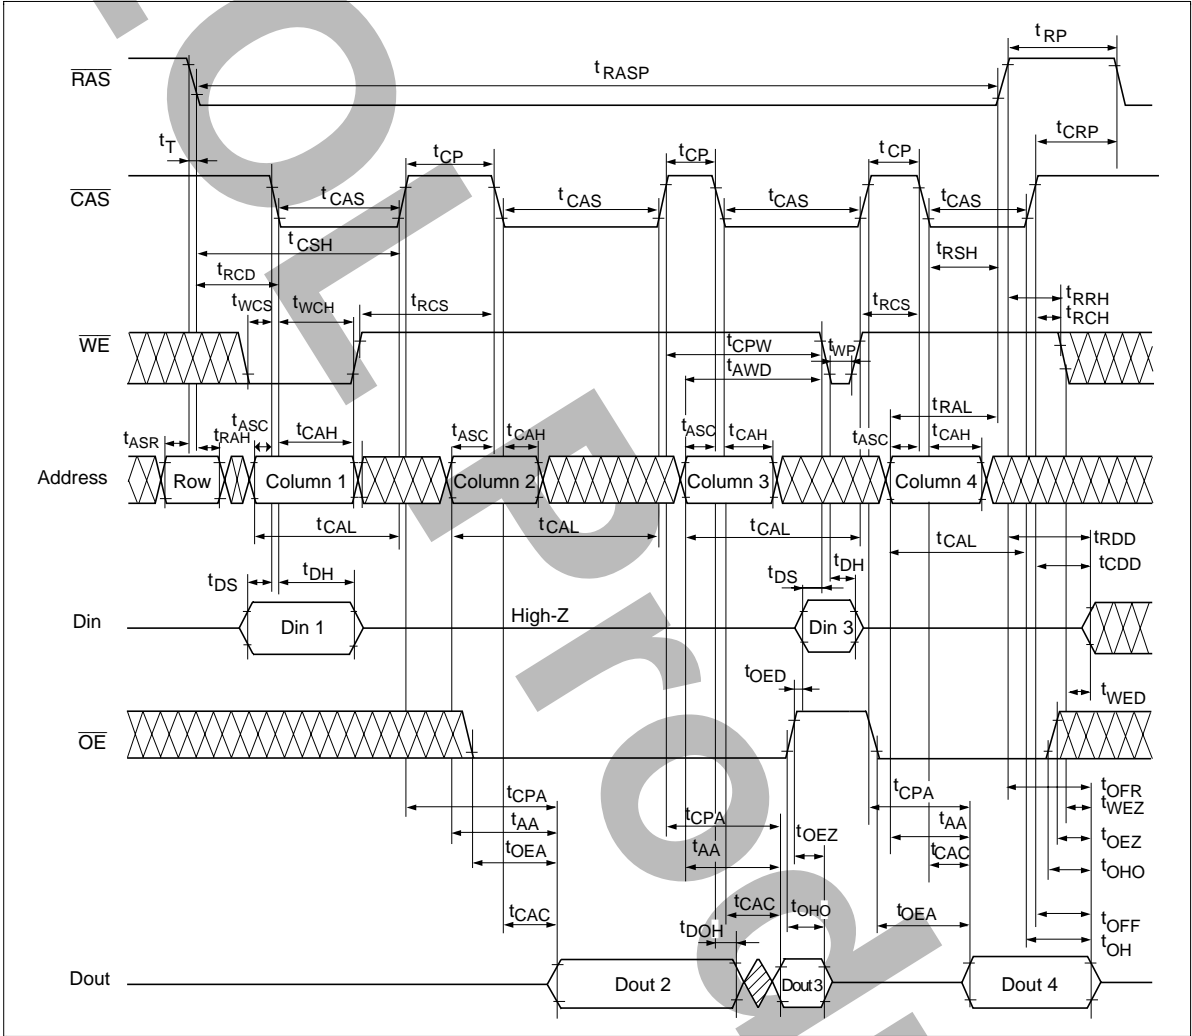 tRP
RAS
tRASP
tT
tCRP
tCP
tCP
tCP
CAS
tCAS
tCAS
tCAS
tCAS
tCSH
tRSH
tRCD
tWCS
tWCH
tRCS
tRCS
tRRH
tRCH
WE
tCPW
tWP
tAWD
tRAL
tASR
tRAH
tASC
tCAH
tASC
tCAH
tASC
tCAH
tASC
tCAH
Address
Row
Column 1
Column 2
Column 3
Column 4
tCAL
tCAL
tCAL
tCAL
tRDD
tCDD
tDS
tDH
tDS
tDH
Din
Din 1
High-Z
Din 3
tOED
tWED
OE
tCPA
tCPA
tCPA
tOFR
tWEZ
tAA
tAA
tAA
tOEZ
tOEZ
tOEA
tCAC
tOHO
tCAC
tCAC
tOHO
tOEA
tOFF
tDOH
tOH
Dout
Dout 2
Dout 3
Dout 4
OL Prod